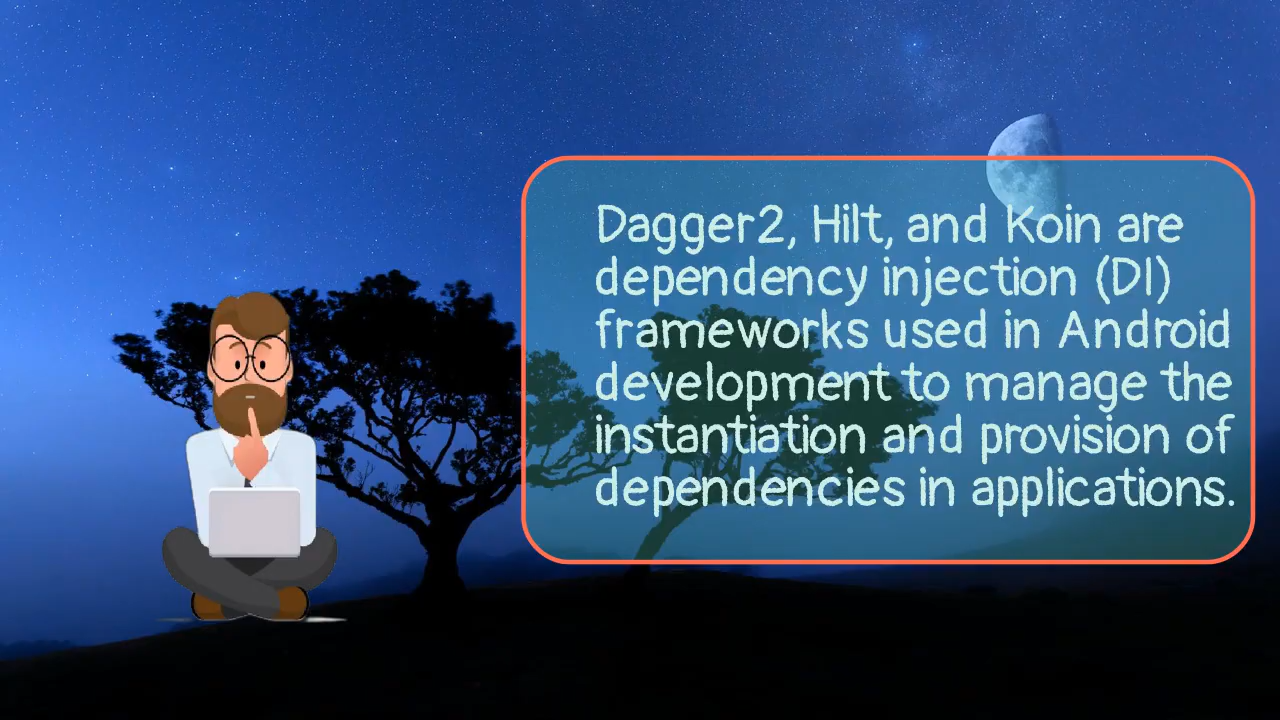 Dagger2, Hilt, and Koin are
dependency injection (DI)
frameworks used in Android
development to manage the
instantiation and provision of
dependencies in applications.